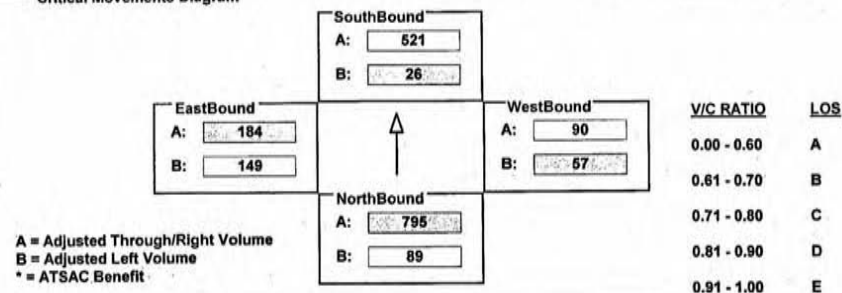 Critical Movements Diagram
SouthBound
A: 521
B: 26
EastBound
A: 184
B: 149
WestBound
A: 90
B: 57
NorthBound
A: 795
B: 89
A = Adjusted Through/Right Volume
B = Adjusted Left Volume
* = ATSAC Benefit
V/C RATIO LOS
0.00 - 0.60 A
0.61 - 0.70 B
0.71 - 0.80 C
0.81 - 0.90 D
0.91 - 1.00 E